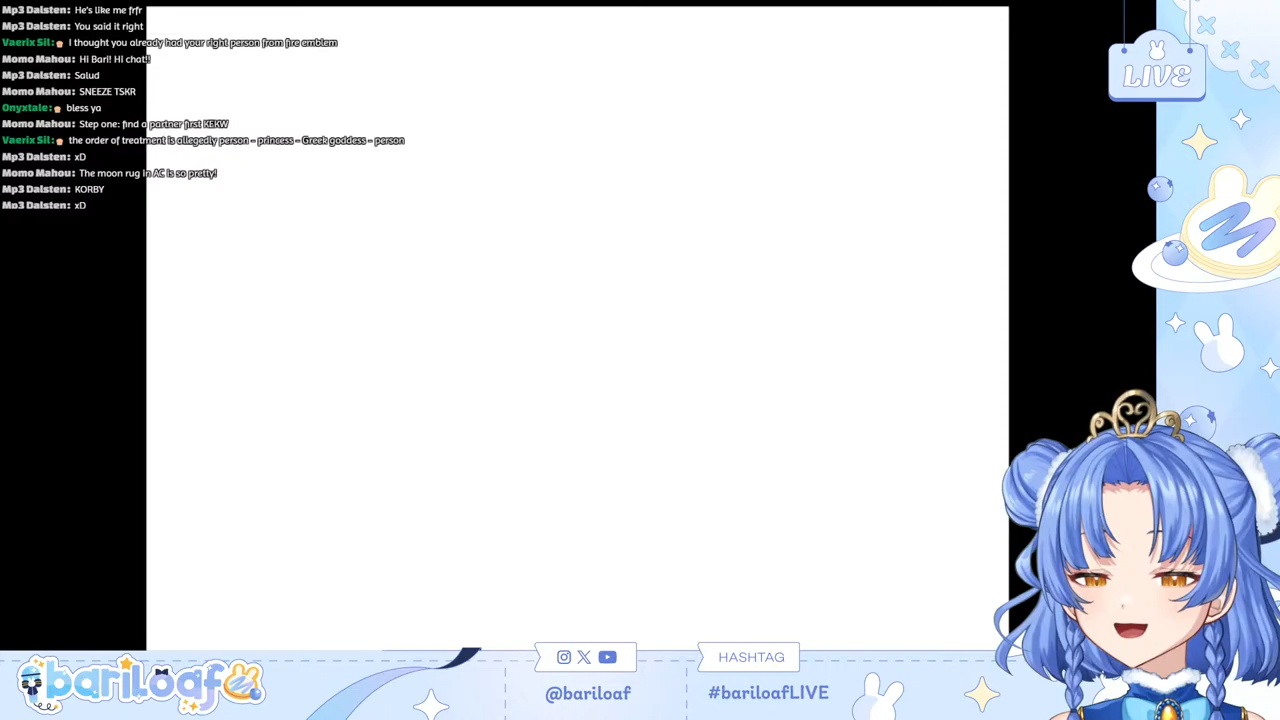 Mp3 Dalsten: He's like me frfr
Mp3 Dalsten: You said it right
Vaerix Sil: I thought you already had your right person from fire emblem
Momo Mahou: Hi Bari! Hi chat!!
Mp3 Dalsten: Salud
Momo Mahou: SNEEZE TSKR
Onyxtale: bless ya
Momo Mahou: Step one: find a partner first KEKW
Vaerix Sil: the order of treatment is allegedly person - princess - Greek goddess - person
Mp3 Dalsten: xD
Momo Mahou: The moon rug in AC is so pretty!
Mp3 Dalsten: KORBY
Mp3 Dalsten: xD
LIVE
bariloaf
@bariloaf
HASHTAG
#bariloafLIVE